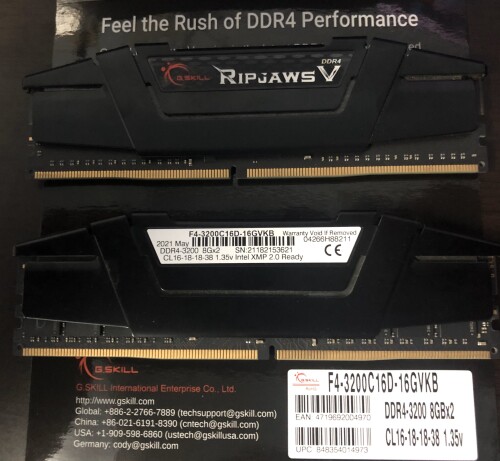 Feel the Rush of DDR4 Performance
DDR4
G.SKILL RIPJAWS V
F4-3200C16D-16GVKB Warranty Void If Removed
2021 May 04266H88211
DDR4-3200 8Gx2 SN:21182153621
CL16-18-18-38 1.35v Intel XMP 2.0 Ready
CE
G.SKILL
G.SKILL International Enterprise Co., Ltd.
http://www.gskill.com
Global: +886-2-2766-7889 (techsupport@gskill.com)
China: +86-021-6191-8390 (cntech@gskill.com)
USA: +1-909-598-6860 (ustech@gskillusa.com)
Germany: cody@gskill.com
F4-3200C16D-16GVKB
DDR4-3200 8GBx2
EAN 4719692004970
CL16-18-18-38 1.35v
UPC 848354014973